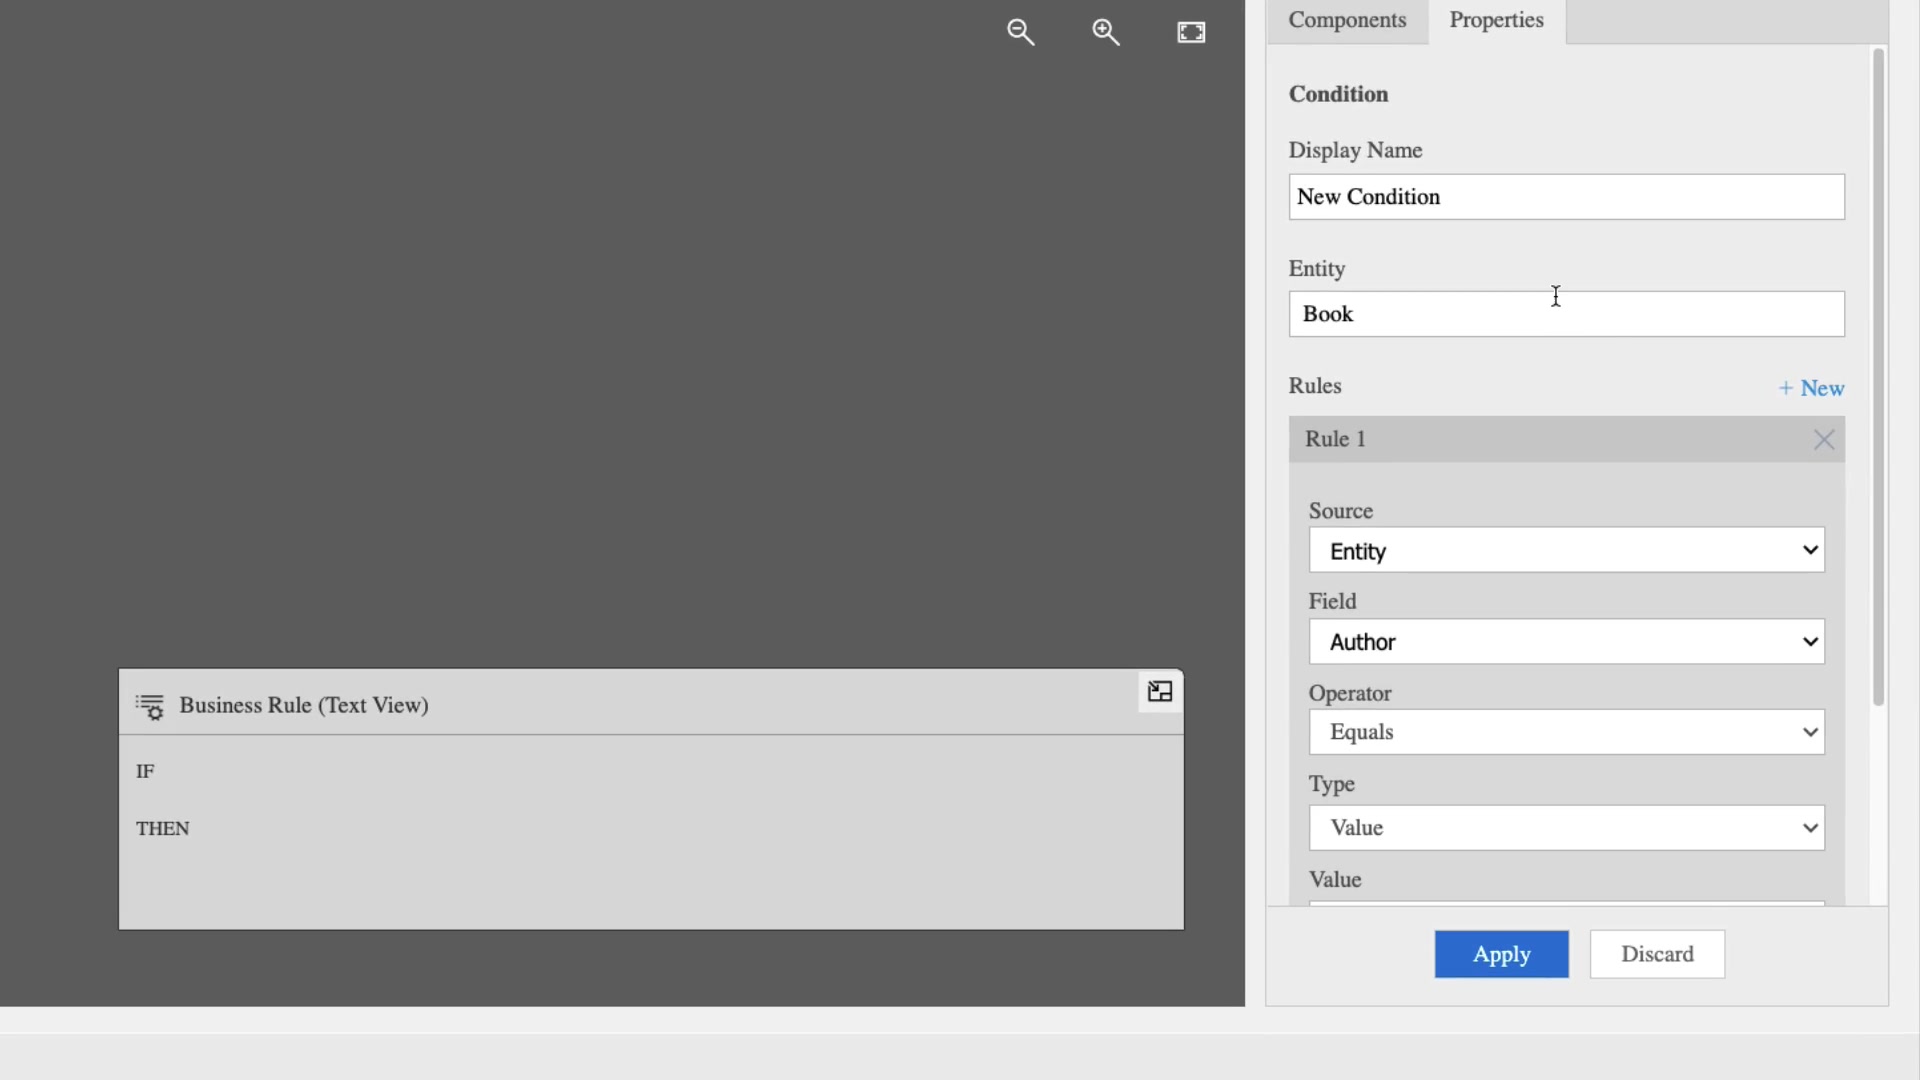 Components Properties
Condition
Display Name
New Condition
Entity
Book
Rules + New
Rule 1
Source
Entity
Field
Author
Operator
Equals
Type
Value
Value
Apply Discard
Business Rule (Text View)
IF
THEN